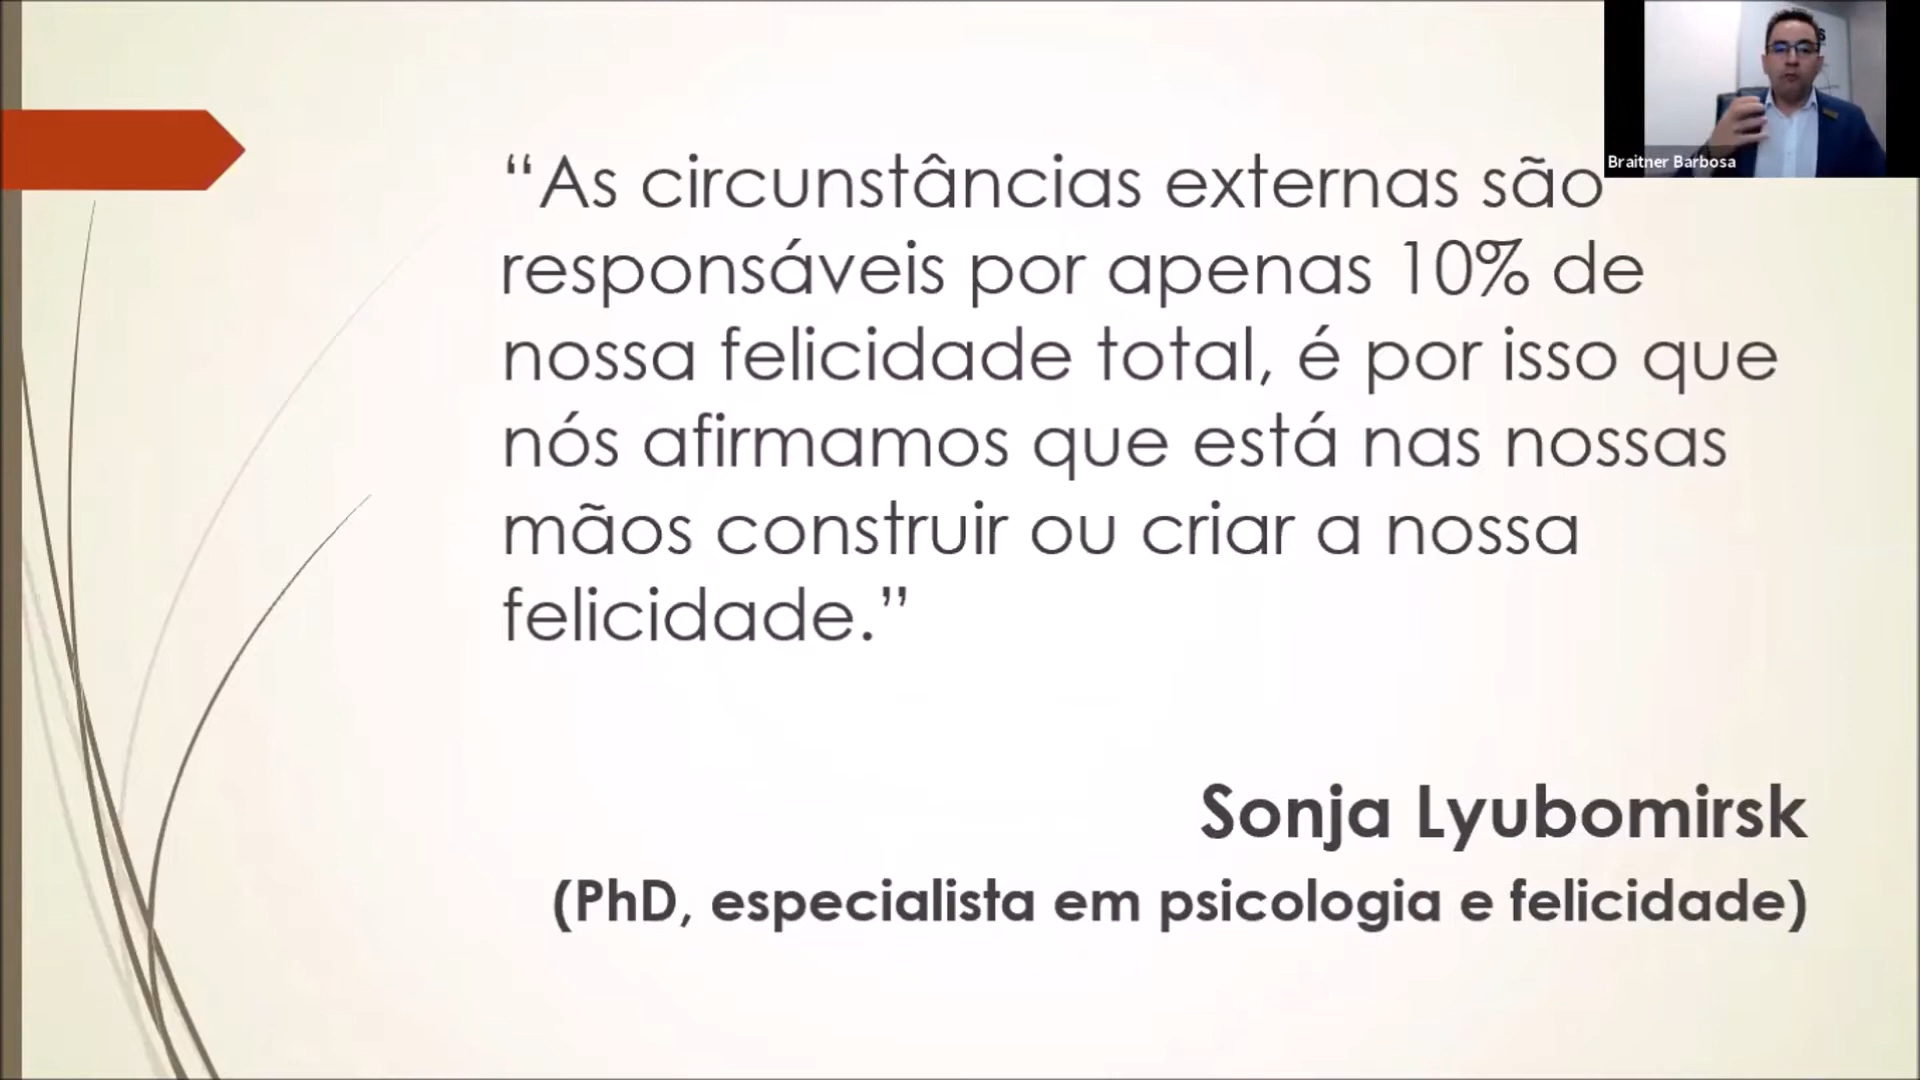 “As circunstâncias externas são
responsáveis por apenas 10% de
nossa felicidade total, é por isso que
nós afirmamos que está nas nossas
mãos construir ou criar a nossa
felicidade.”
Sonja Lyubomirsk
(PhD, especialista em psicologia e felicidade)
Braitner Barbosa